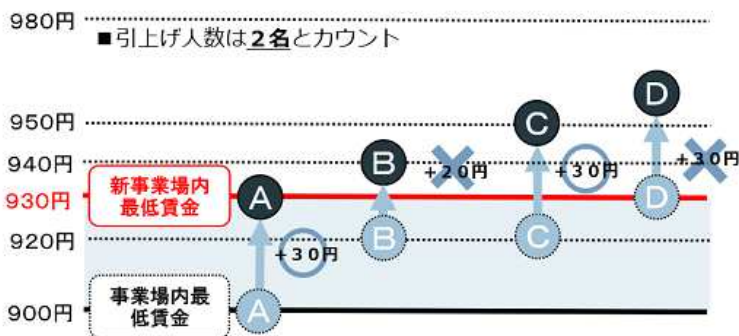 980円
■引上げ人数は2名とカウント
950円
940円
930円
920円
900円
新事業場内
最低賃金
事業場内最
低賃金
A
B
C
D
+30円
+20円
+30円
+30円
A
B
C
D